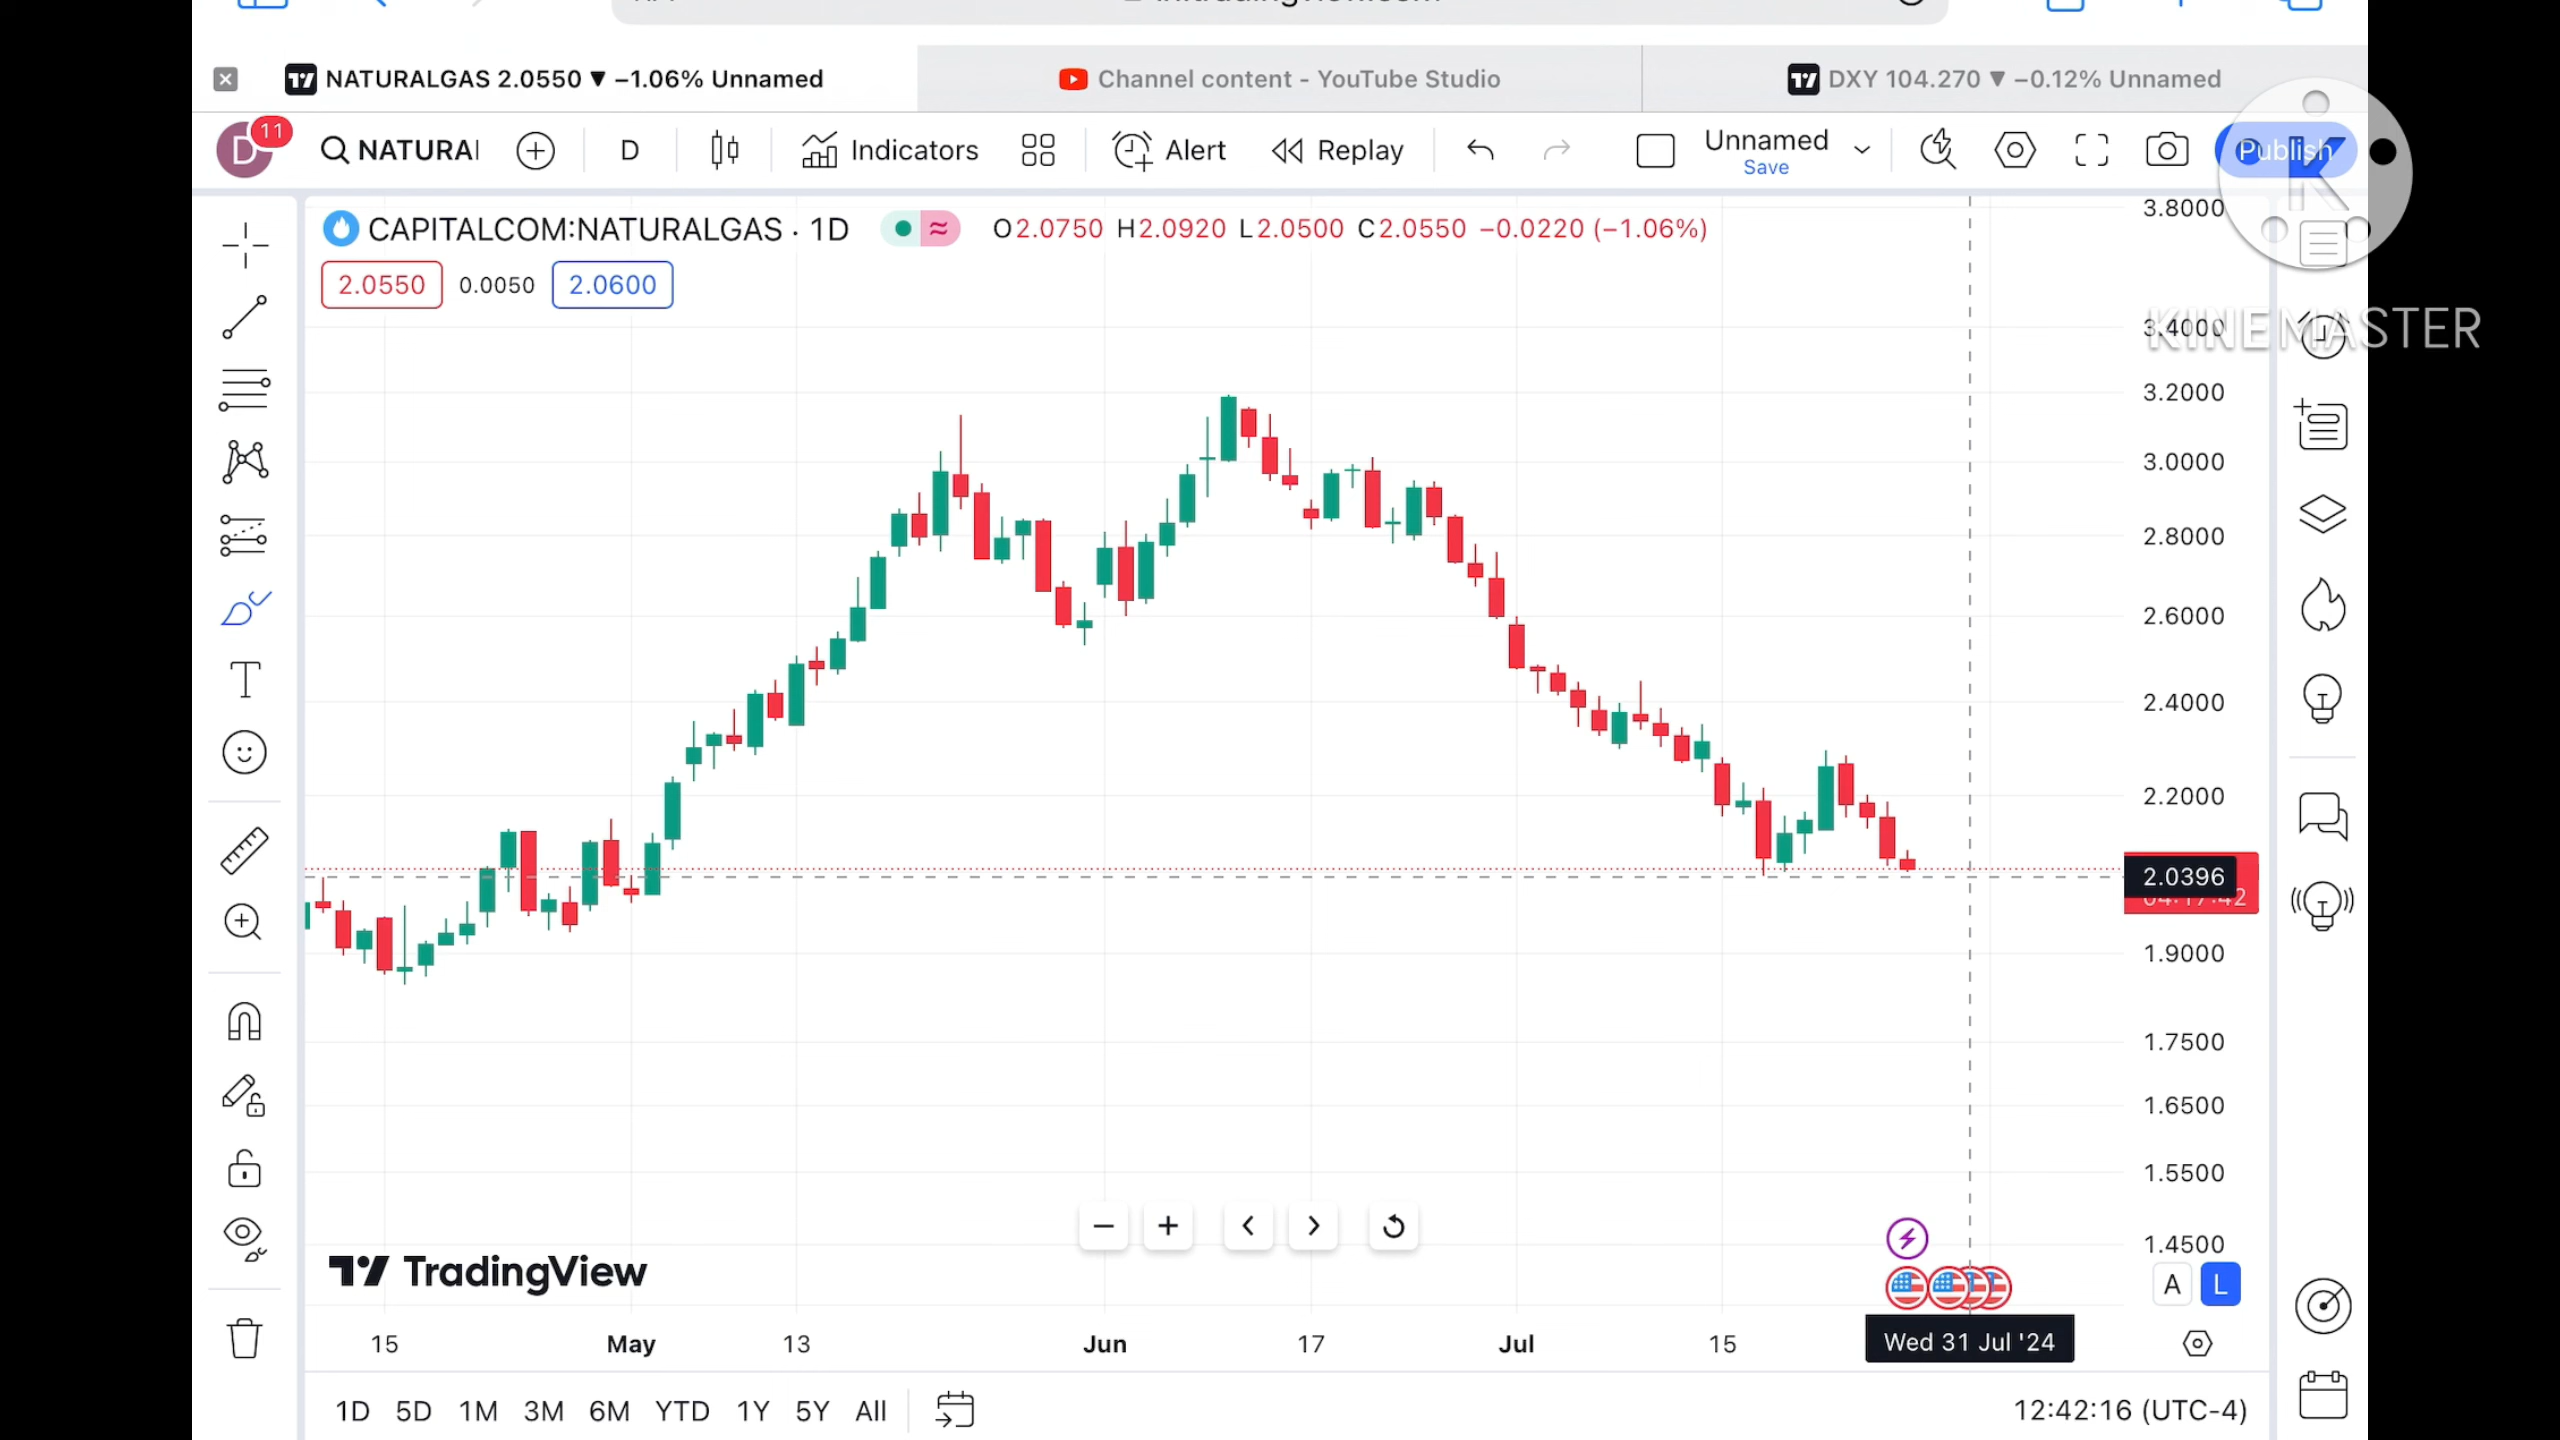 NATURALGAS 2.0550 ▼ −1.06% Unnamed
Channel content - YouTube Studio
DXY 104.270 ▼ −0.12% Unnamed
D
11
NATURAL
D
Indicators
Alert
Replay
Unnamed
Save
Publish
CAPITALCOM:NATURALGAS · 1D
O2.0750 H2.0920 L2.0500 C2.0550 −0.0220 (−1.06%)
2.0550
0.0050
2.0600
K
KINEMASTER
3.8000
3.4000
3.2000
3.0000
2.8000
2.6000
2.4000
2.2000
2.0396
04:17:42
1.9000
1.7500
1.6500
1.5500
1.4500
TradingView
A
L
15
May
13
Jun
17
Jul
15
Wed 31 Jul '24
1D
5D
1M
3M
6M
YTD
1Y
5Y
All
12:42:16 (UTC-4)